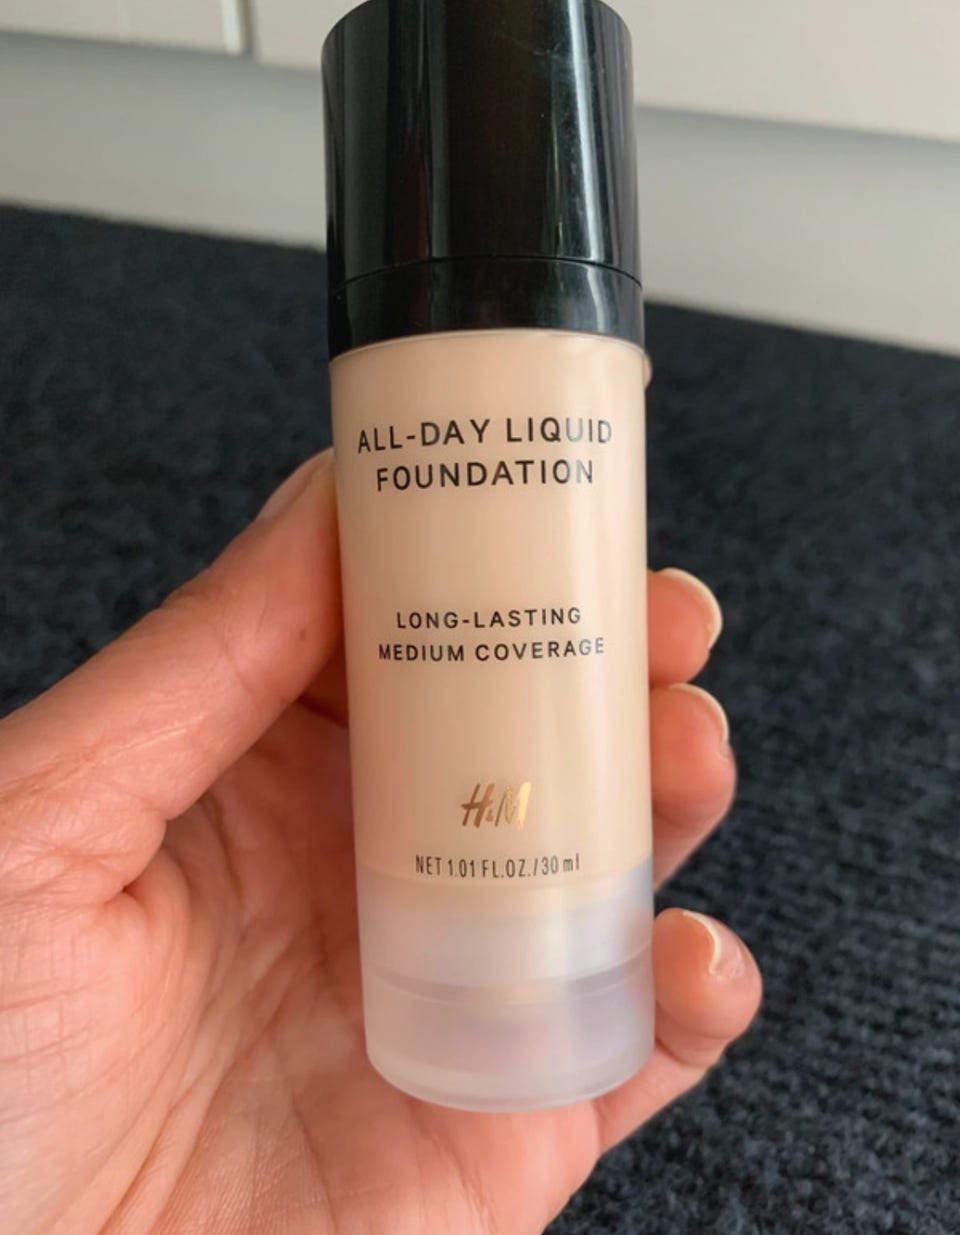 ALL-DAY LIQUID
FOUNDATION
LONG-LASTING
MEDIUM COVERAGE
H&M
NET 1.01 FL.OZ./30 ml